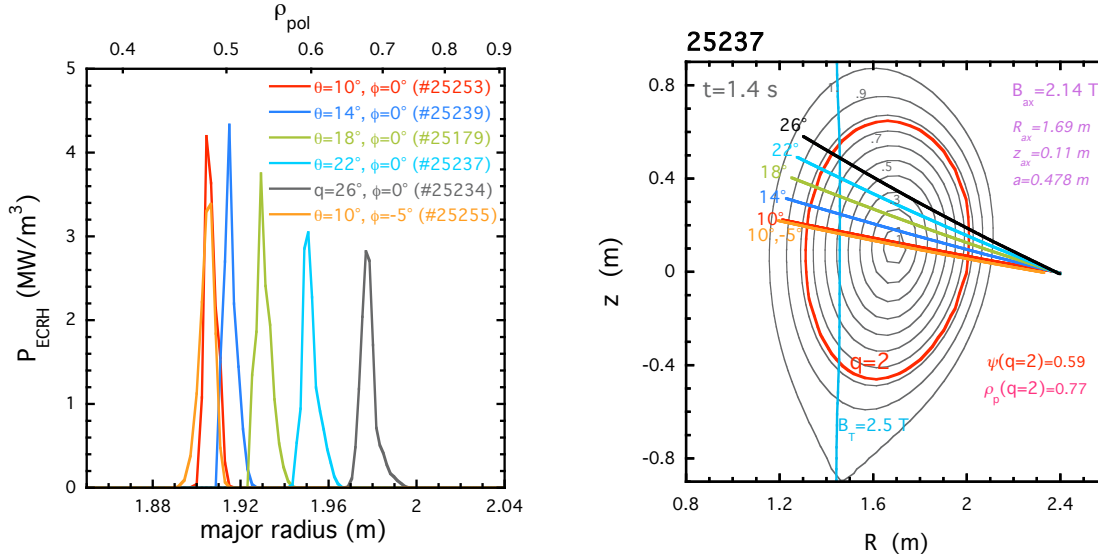 ρpol
0.4 0.5 0.6 0.7 0.8 0.9
5
4
3
2
1
0
PECRH (MW/m³)
θ=10°, ϕ=0° (#25253)
θ=14°, ϕ=0° (#25239)
θ=18°, ϕ=0° (#25179)
θ=22°, ϕ=0° (#25237)
q=26°, ϕ=0° (#25234)
θ=10°, ϕ=-5° (#25255)
1.88 1.92 1.96 2.00 2.04
major radius (m)
25237
t=1.4 s
Bax=2.14 T
Rax=1.69 m
zax=0.11 m
a=0.478 m
0.8
0.4
0
-0.4
-0.8
z (m)
1
.9
.7
.5
.3
.1
26°
22°
18°
14°
10°
10°,-5°
q=2
ψ(q=2)=0.59
ρp(q=2)=0.77
BT=2.5 T
0.8 1.2 1.6 2 2.4
R (m)